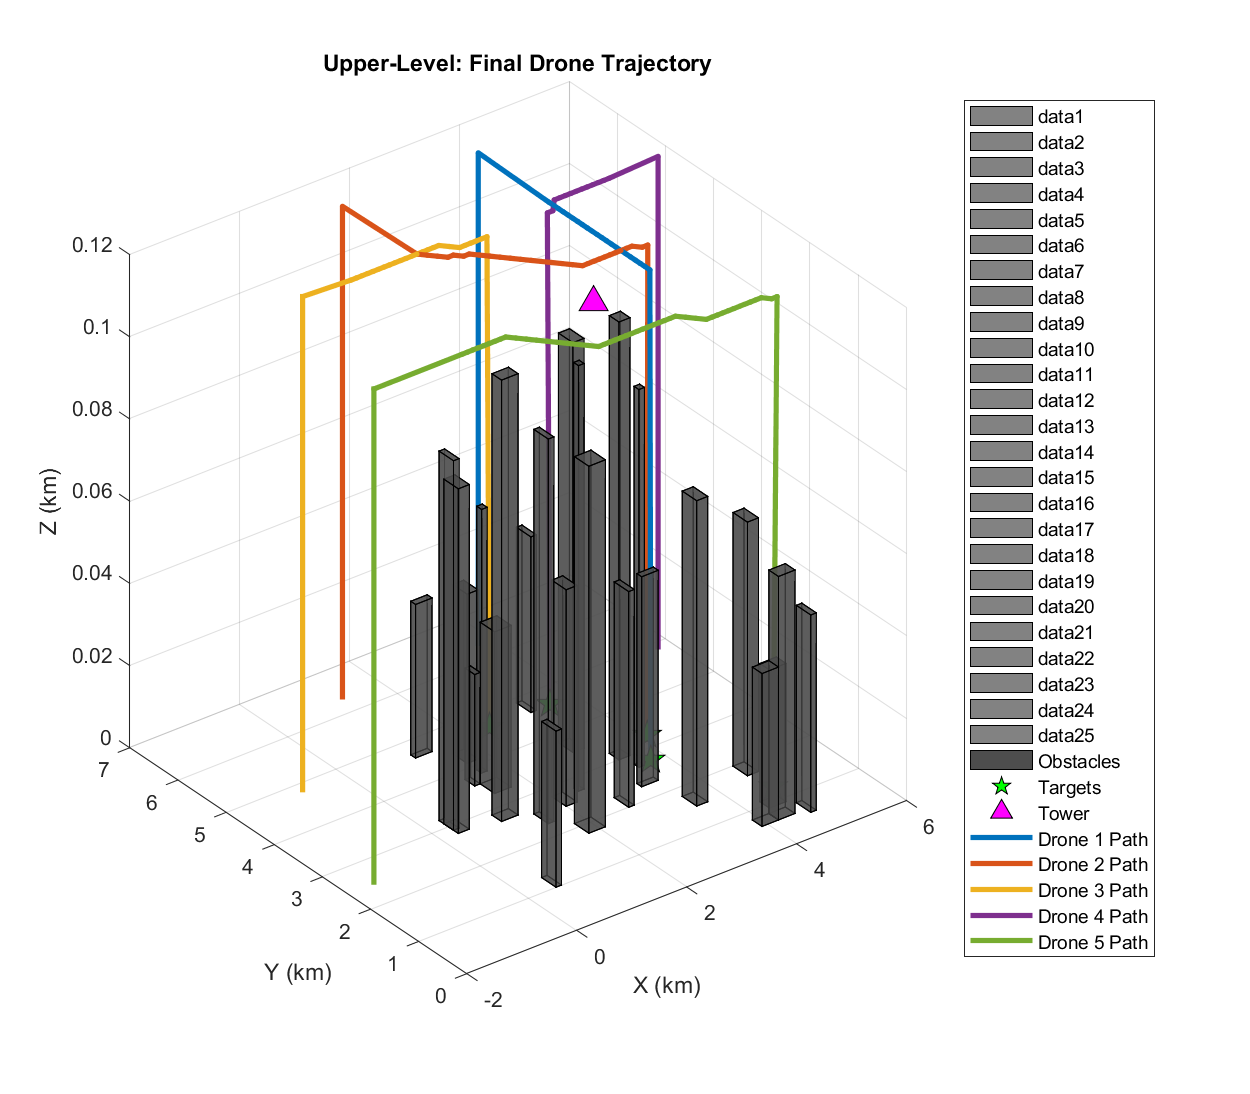 Upper-Level: Final Drone Trajectory
0.12
0.1
0.08
0.06
0.04
0.02
0
Z (km)
7
6
5
4
3
2
1
0
Y (km)
-2
0
2
4
6
X (km)
data1
data2
data3
data4
data5
data6
data7
data8
data9
data10
data11
data12
data13
data14
data15
data16
data17
data18
data19
data20
data21
data22
data23
data24
data25
Obstacles
Targets
Tower
Drone 1 Path
Drone 2 Path
Drone 3 Path
Drone 4 Path
Drone 5 Path